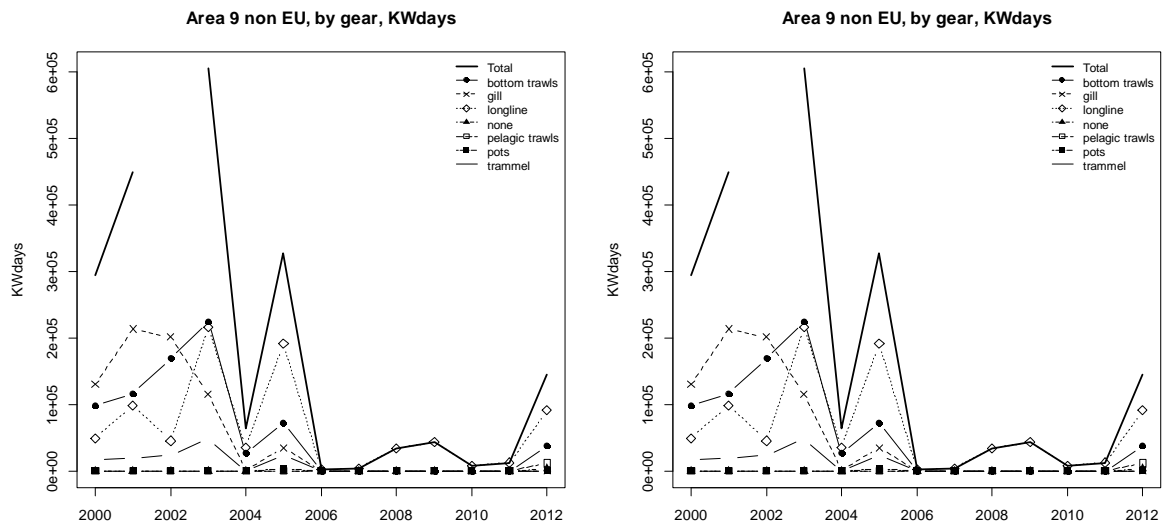 Area 9 non EU, by gear, KWdays
KWdays
6e+05
5e+05
4e+05
3e+05
2e+05
1e+05
0e+00
2000 2002 2004 2006 2008 2010 2012
Total
bottom trawls
gill
longline
none
pelagic trawls
pots
trammel
Area 9 non EU, by gear, KWdays
KWdays
6e+05
5e+05
4e+05
3e+05
2e+05
1e+05
0e+00
2000 2002 2004 2006 2008 2010 2012
Total
bottom trawls
gill
longline
none
pelagic trawls
pots
trammel